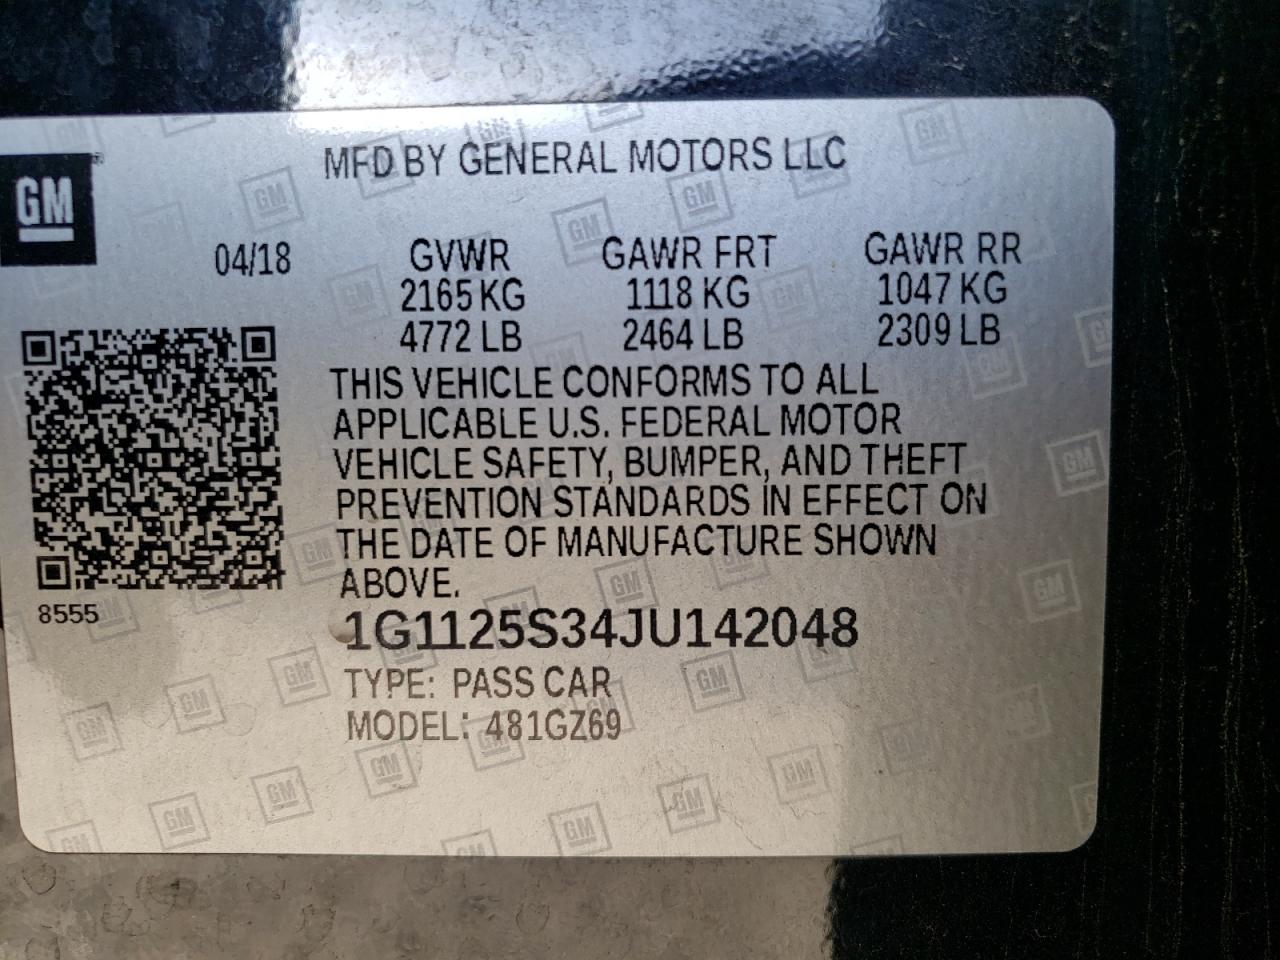 MFD BY GENERAL MOTORS LLC
GM
04/18 GVWR GAWR FRT GAWR RR
2165 KG 1118 KG 1047 KG
4772 LB 2464 LB 2309 LB
THIS VEHICLE CONFORMS TO ALL
APPLICABLE U.S. FEDERAL MOTOR
VEHICLE SAFETY, BUMPER, AND THEFT
PREVENTION STANDARDS IN EFFECT ON
THE DATE OF MANUFACTURE SHOWN
ABOVE.
8555
1G1125S34JU142048
TYPE: PASS CAR
MODEL: 481GZ69